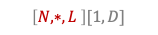 [N,*,L ][1, D]